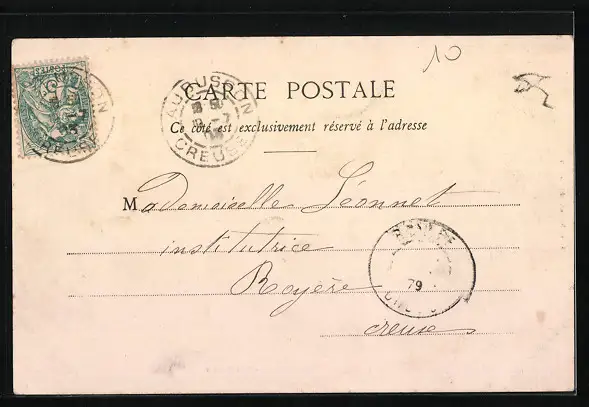 10
CARTE POSTALE
AUBUSSON
CREUSE
Ce côté est exclusivement réservé à l'adresse
Mademoiselle Léonnet
institutrice
Royère
79
creuse